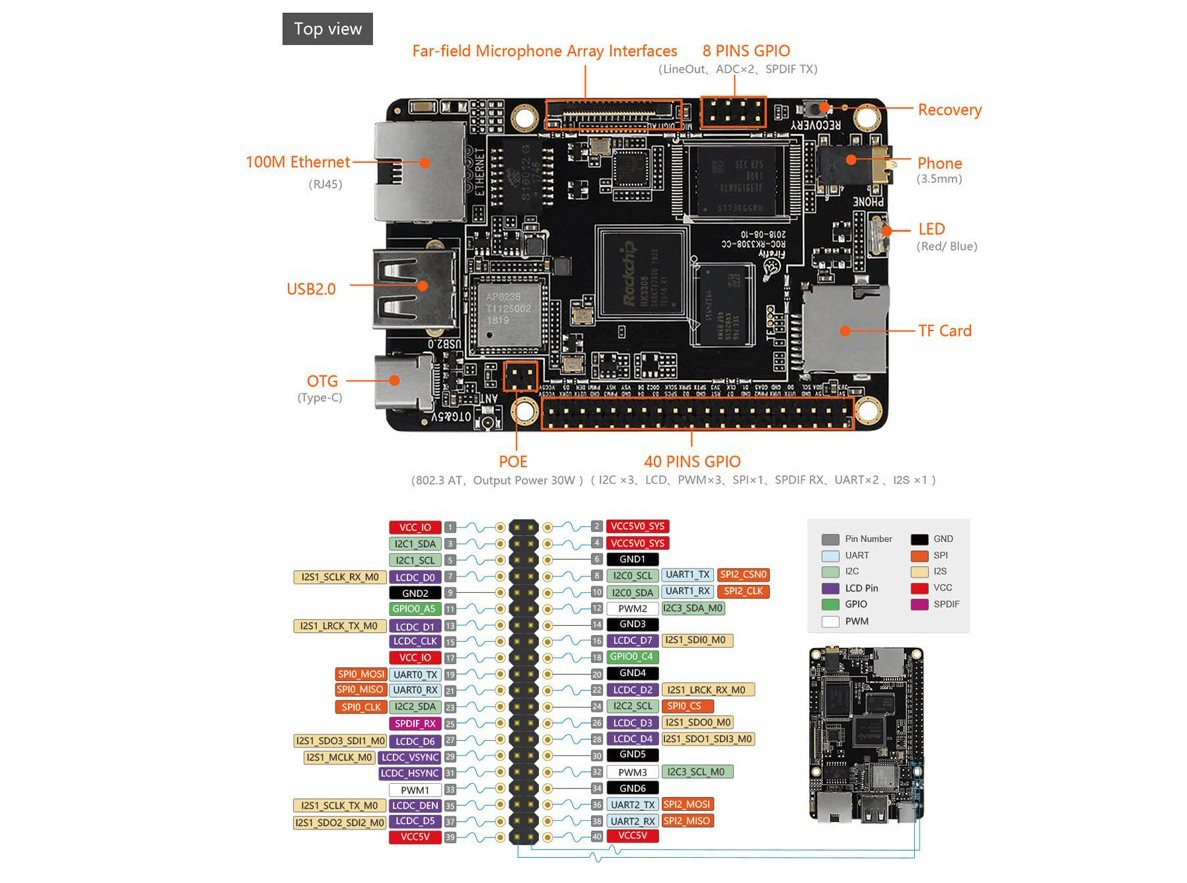 Top view
Far-field Microphone Array Interfaces
8 PINS GPIO
(LineOut、ADC×2、SPDIF TX)
Recovery
100M Ethernet
(RJ45)
Phone
(3.5mm)
LED
(Red/ Blue)
USB2.0
TF Card
OTG
(Type-C)
RECOVERY
ETHERNET
PHONE
ROC-RK3308-CC
2018-08-10
Firefly
Rockchip
RK3308
AP6236
T1125002
1819
USB2.0
OTG&5V
ANT
POE
(802.3 AT，Output Power 30W )
40 PINS GPIO
( I2C ×3、LCD、PWM×3、SPI×1、SPDIF RX、UART×2 、I2S ×1 )
VCC_IO 1 2 VCC5V0_SYS
I2C1_SDA 3 4 VCC5V0_SYS
I2C1_SCL 5 6 GND1
I2S1_SCLK_RX_M0 LCDC_D0 7 8 I2C0_SCL UART1_TX SPI2_CSN0
GND2 9 10 I2C0_SDA UART1_RX SPI2_CLK
GPIO0_A5 11 12 PWM2 I2C3_SDA_M0
I2S1_LRCK_TX_M0 LCDC_D1 13 14 GND3
LCDC_CLK 15 16 LCDC_D7 I2S1_SDI0_M0
VCC_IO 17 18 GPIO0_C4
SPI0_MOSI UART0_TX 19 20 GND4
SPI0_MISO UART0_RX 21 22 LCDC_D2 I2S1_LRCK_RX_M0
SPI0_CLK I2C2_SDA 23 24 I2C2_SCL SPI0_CS
SPDIF_RX 25 26 LCDC_D3 I2S1_SDO0_M0
I2S1_SDO3_SDI1_M0 LCDC_D6 27 28 LCDC_D4 I2S1_SDO1_SDI3_M0
I2S1_MCLK_M0 LCDC_VSYNC 29 30 GND5
LCDC_HSYNC 31 32 PWM3 I2C3_SCL_M0
PWM1 33 34 GND6
I2S1_SCLK_TX_M0 LCDC_DEN 35 36 UART2_TX SPI2_MOSI
I2S1_SDO2_SDI2_M0 LCDC_D5 37 38 UART2_RX SPI2_MISO
VCC5V 39 40 VCC5V
Pin Number GND
UART SPI
I2C I2S
LCD Pin VCC
GPIO SPDIF
PWM